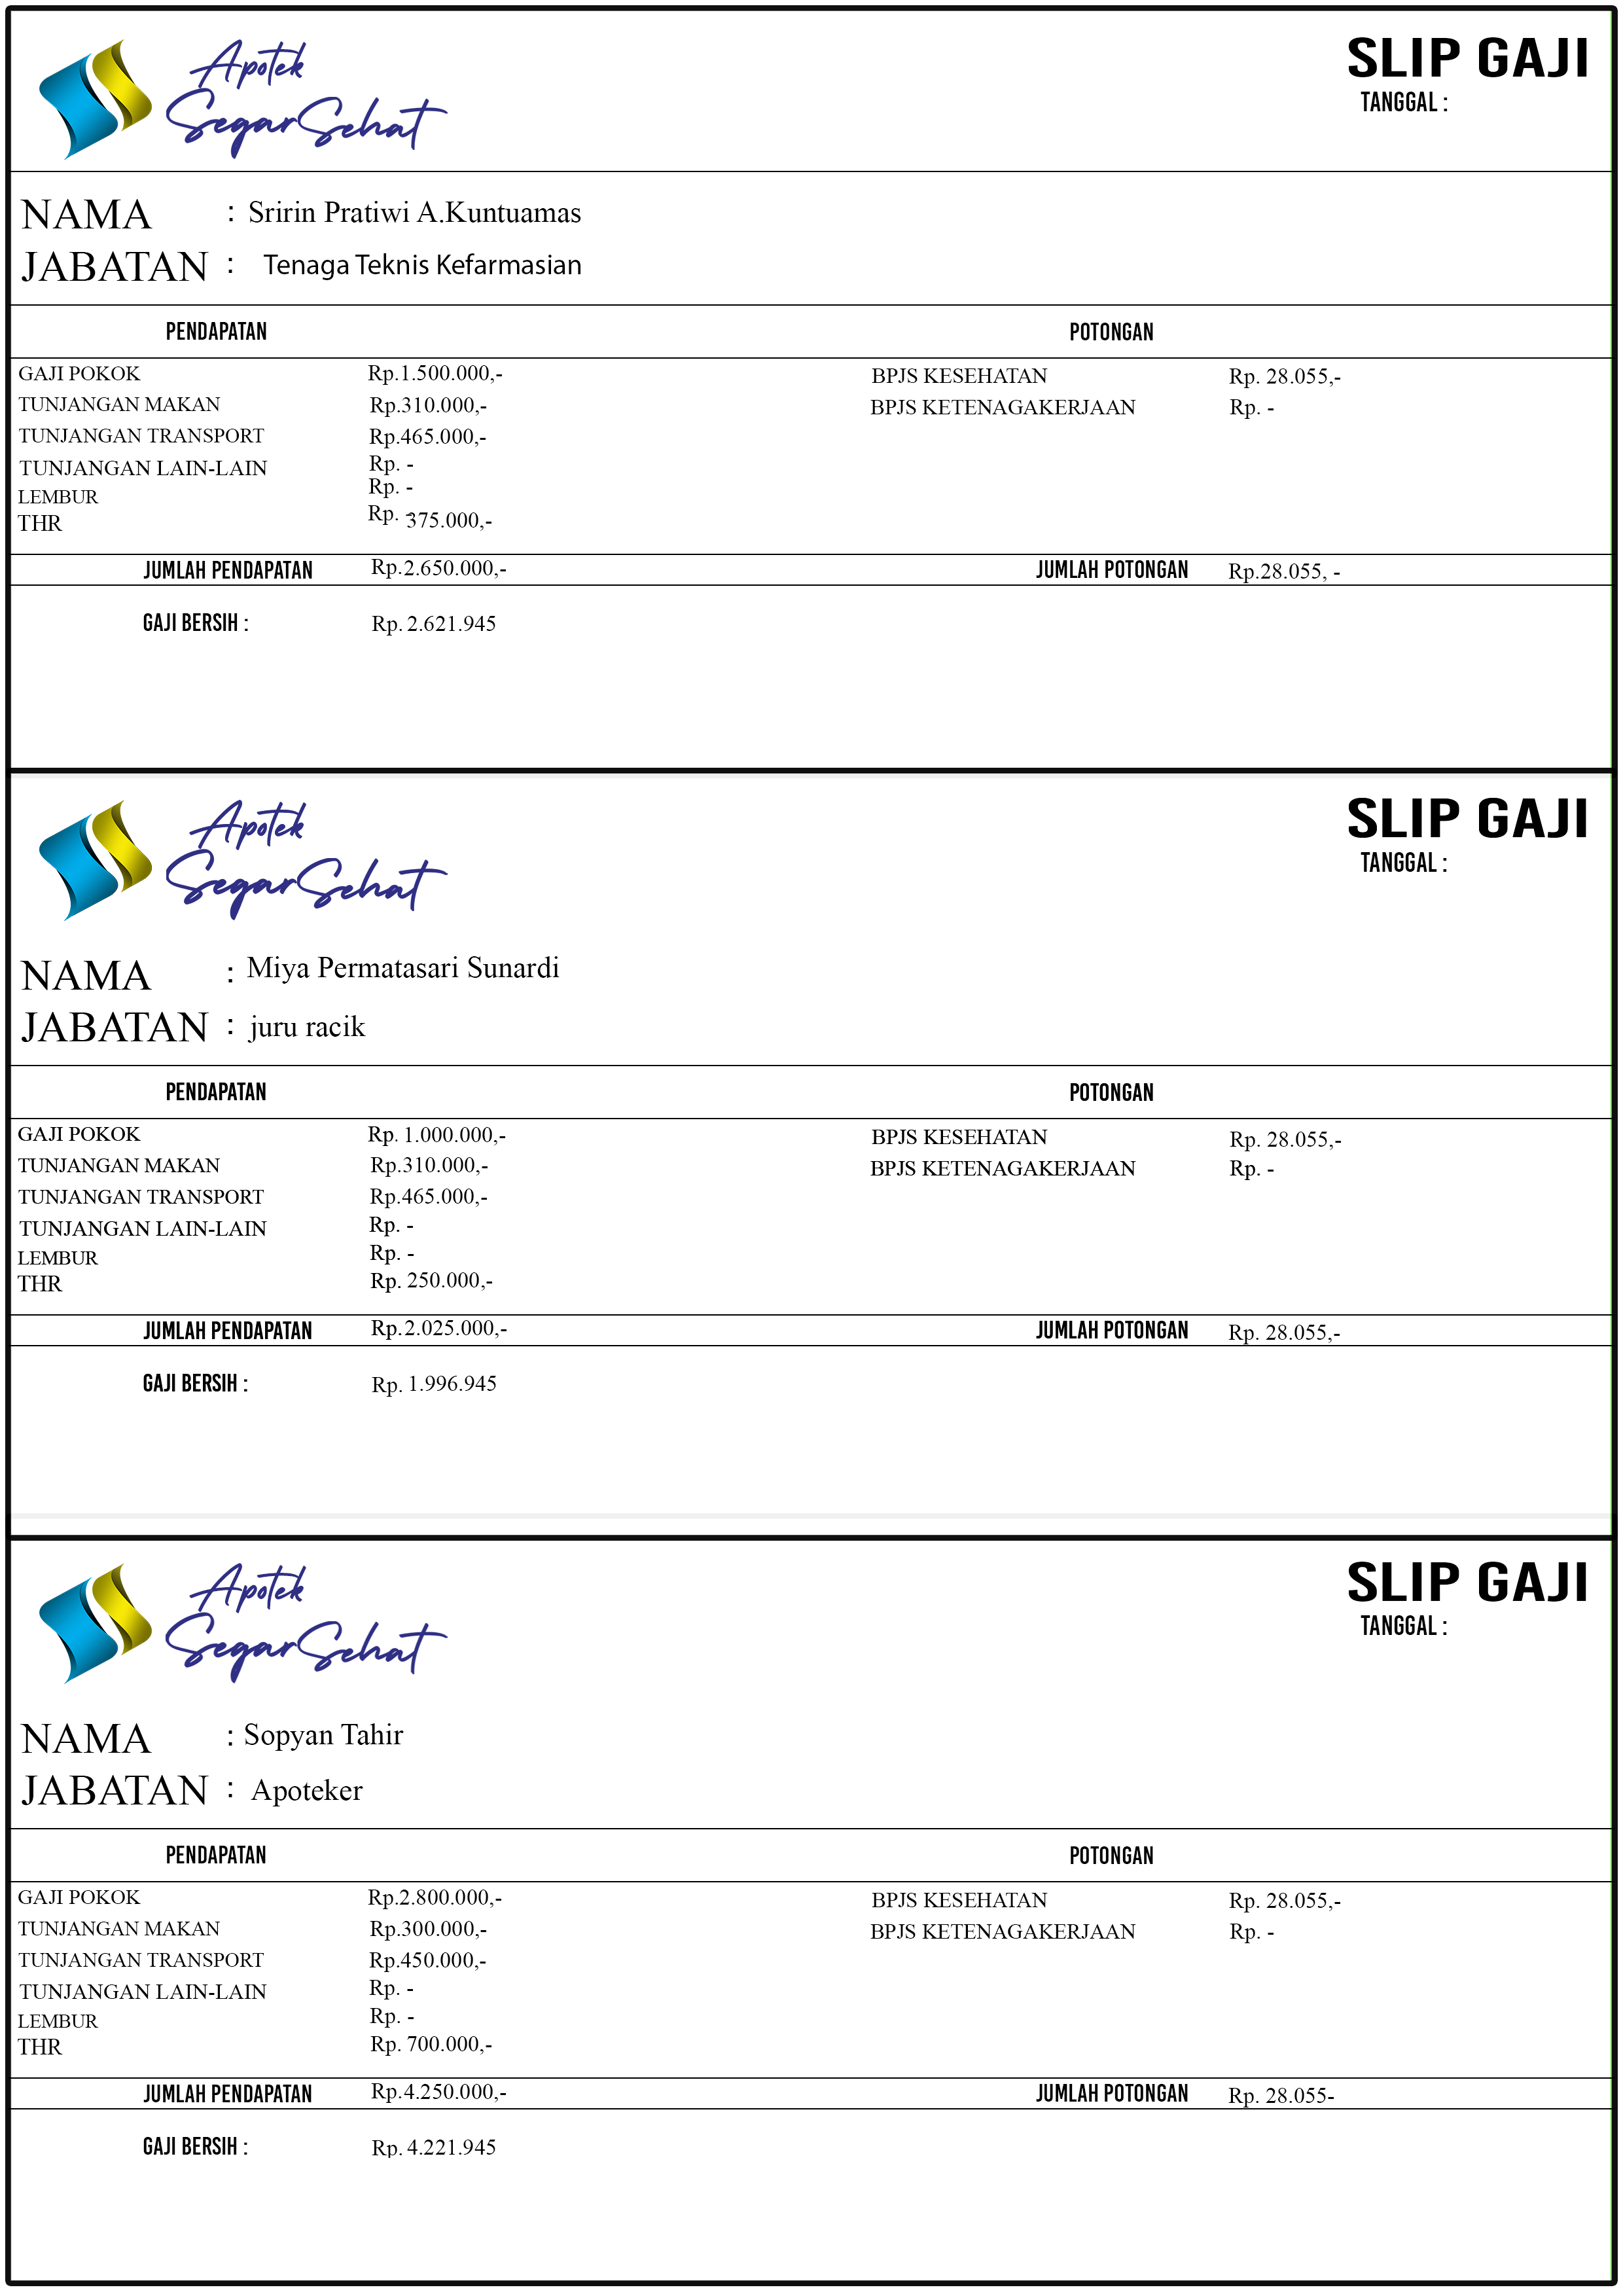 Apotek
Segar Sehat
SLIP GAJI
TANGGAL :
NAMA : Sririn Pratiwi A.Kuntuamas
JABATAN : Tenaga Teknis Kefarmasian
PENDAPATAN POTONGAN
GAJI POKOK Rp.1.500.000,- BPJS KESEHATAN Rp. 28.055,-
TUNJANGAN MAKAN Rp.310.000,- BPJS KETENAGAKERJAAN Rp. -
TUNJANGAN TRANSPORT Rp.465.000,-
TUNJANGAN LAIN-LAIN Rp. -
LEMBUR Rp. -
THR Rp. -375.000,-
JUMLAH PENDAPATAN Rp.2.650.000,- JUMLAH POTONGAN Rp.28.055, -
GAJI BERSIH : Rp. 2.621.945
Apotek
Segar Sehat
SLIP GAJI
TANGGAL :
NAMA : Miya Permatasari Sunardi
JABATAN : juru racik
PENDAPATAN POTONGAN
GAJI POKOK Rp. 1.000.000,- BPJS KESEHATAN Rp. 28.055,-
TUNJANGAN MAKAN Rp.310.000,- BPJS KETENAGAKERJAAN Rp. -
TUNJANGAN TRANSPORT Rp.465.000,-
TUNJANGAN LAIN-LAIN Rp. -
LEMBUR Rp. -
THR Rp. 250.000,-
JUMLAH PENDAPATAN Rp.2.025.000,- JUMLAH POTONGAN Rp. 28.055,-
GAJI BERSIH : Rp. 1.996.945
Apotek
Segar Sehat
SLIP GAJI
TANGGAL :
NAMA : Sopyan Tahir
JABATAN : Apoteker
PENDAPATAN POTONGAN
GAJI POKOK Rp.2.800.000,- BPJS KESEHATAN Rp. 28.055,-
TUNJANGAN MAKAN Rp.300.000,- BPJS KETENAGAKERJAAN Rp. -
TUNJANGAN TRANSPORT Rp.450.000,-
TUNJANGAN LAIN-LAIN Rp. -
LEMBUR Rp. -
THR Rp. 700.000,-
JUMLAH PENDAPATAN Rp.4.250.000,- JUMLAH POTONGAN Rp. 28.055-
GAJI BERSIH : Rp. 4.221.945